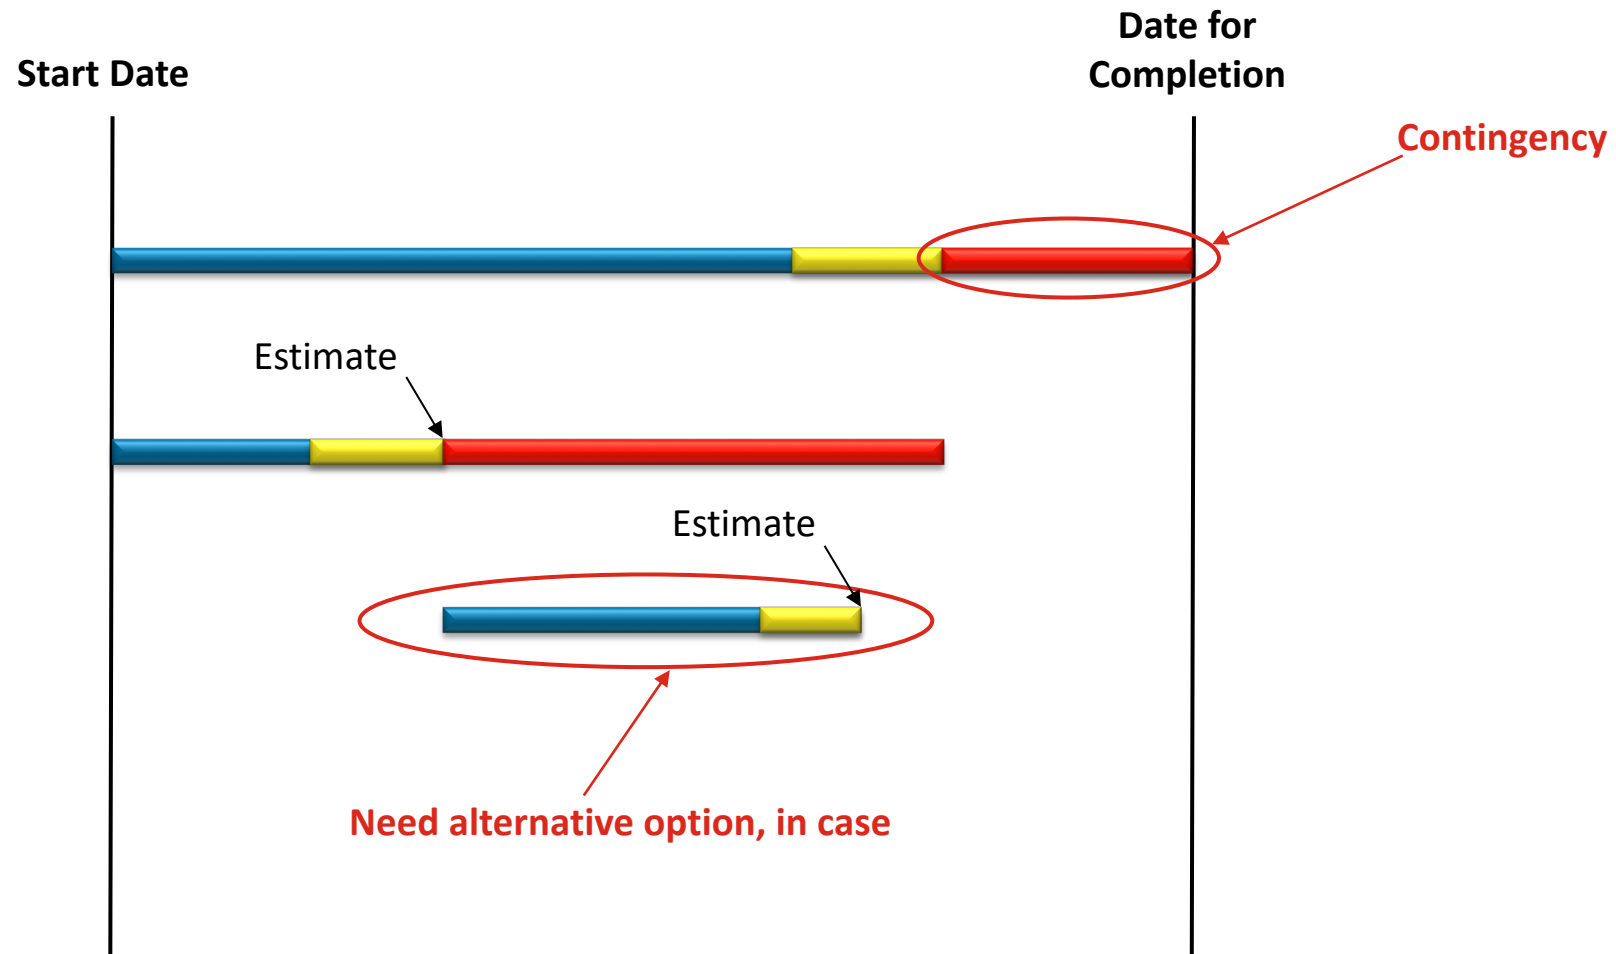 Date for
Completion
Start Date
Contingency
Estimate
Estimate
Need alternative option, in case